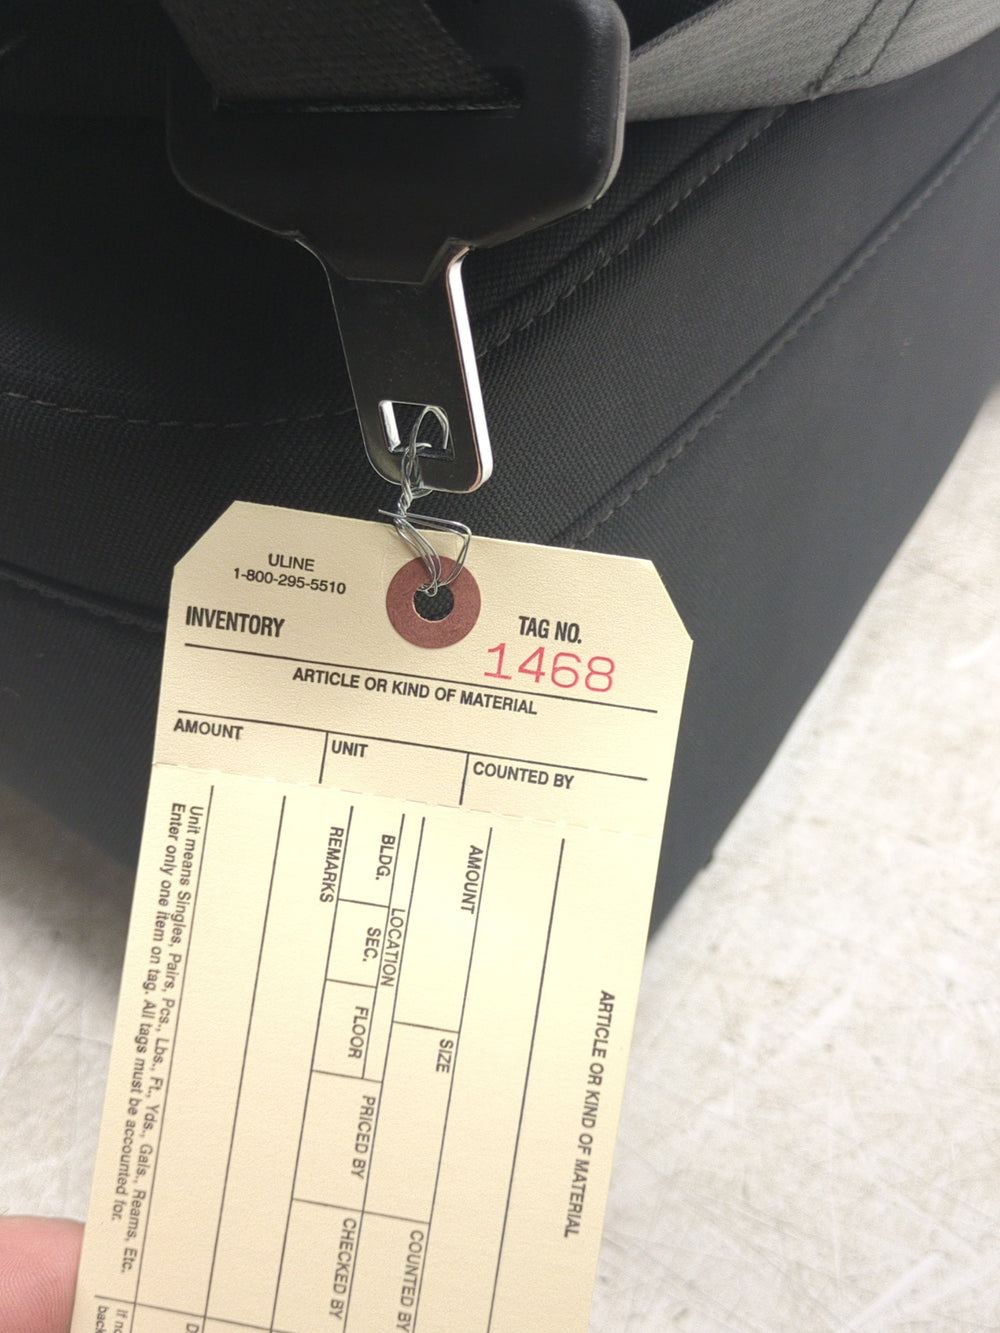 ULINE
1-800-295-5510
INVENTORY
TAG NO.
1468
ARTICLE OR KIND OF MATERIAL
AMOUNT
UNIT
COUNTED BY
ARTICLE OR KIND OF MATERIAL
AMOUNT
SIZE
COUNTED BY
LOCATION
BLDG.
SEC.
FLOOR
PRICED BY
CHECKED BY
REMARKS
Unit means Singles, Pairs, Pcs., Lbs., Ft., Yds., Gals., Reams, Etc.
Enter only one item on tag. All tags must be accounted for.